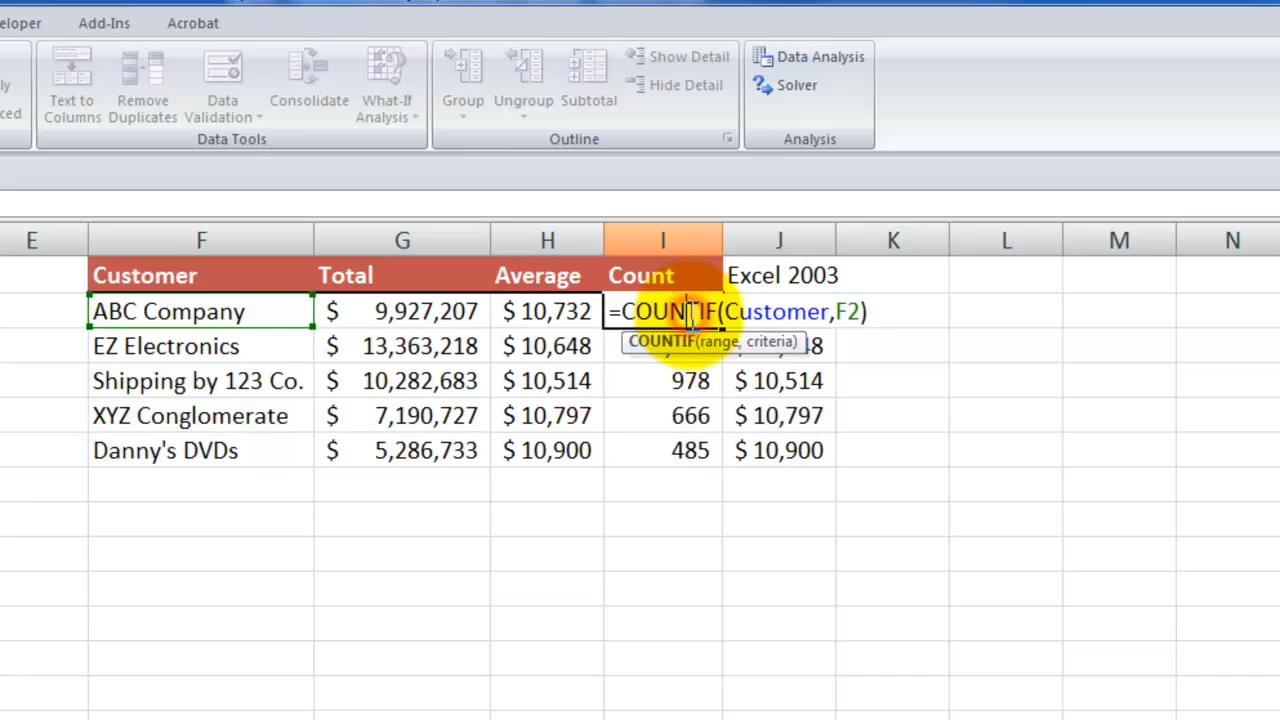 eloper Add-Ins Acrobat
Show Detail Data Analysis
ly Hide Detail Solver
Text to Remove Data Consolidate What-If Group Ungroup Subtotal
ced Columns Duplicates Validation Analysis
Data Tools Outline Analysis
E F G H I J K L M N
Customer Total Average Count Excel 2003
ABC Company $ 9,927,207 $ 10,732 =COUNTIF(Customer,F2)
COUNTIF(range, criteria)
EZ Electronics $ 13,363,218 $ 10,648
Shipping by 123 Co. $ 10,282,683 $ 10,514 978 $ 10,514
XYZ Conglomerate $ 7,190,727 $ 10,797 666 $ 10,797
Danny's DVDs $ 5,286,733 $ 10,900 485 $ 10,900